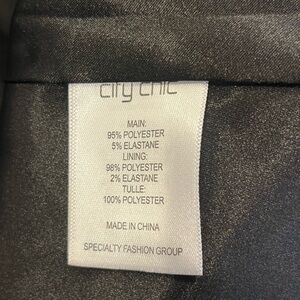 city chic
MAIN:
95% POLYESTER
5% ELASTANE
LINING:
98% POLYESTER
2% ELASTANE
TULLE:
100% POLYESTER
MADE IN CHINA
SPECIALTY FASHION GROUP